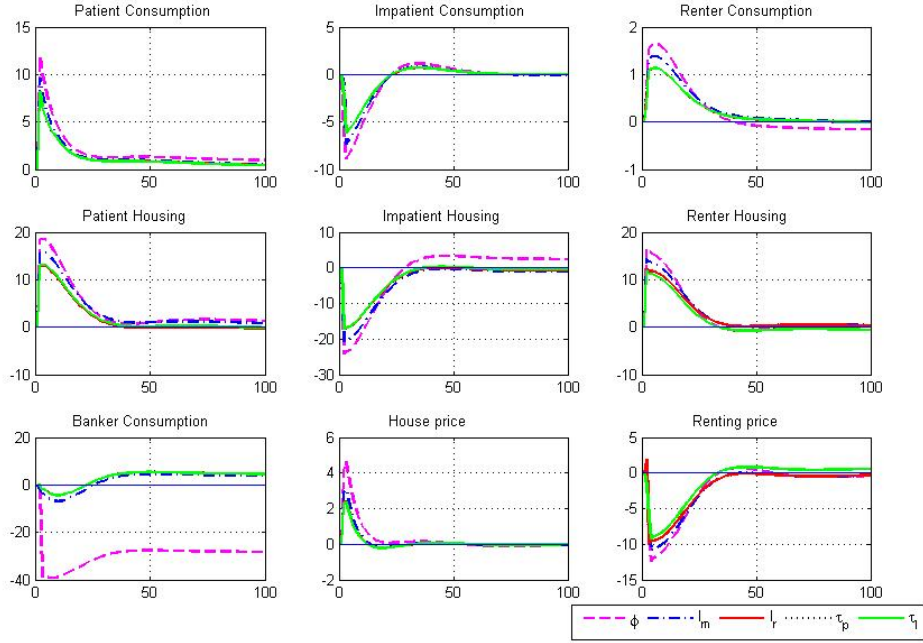 Patient Consumption
15
10
5
0
0 50 100
Impatient Consumption
5
0
-5
-10
0 50 100
Renter Consumption
2
1
0
1
0 50 100
Patient Housing
20
10
0
-10
0 50 100
Impatient Housing
10
0
-10
-20
-30
0 50 100
Renter Housing
20
10
0
-10
0 50 100
Banker Consumption
20
0
-20
-40
0 50 100
House price
6
4
2
0
-2
0 50 100
Renting price
5
0
-5
-10
-15
0 50 100
ϕ l_m l_r τ_p τ_l